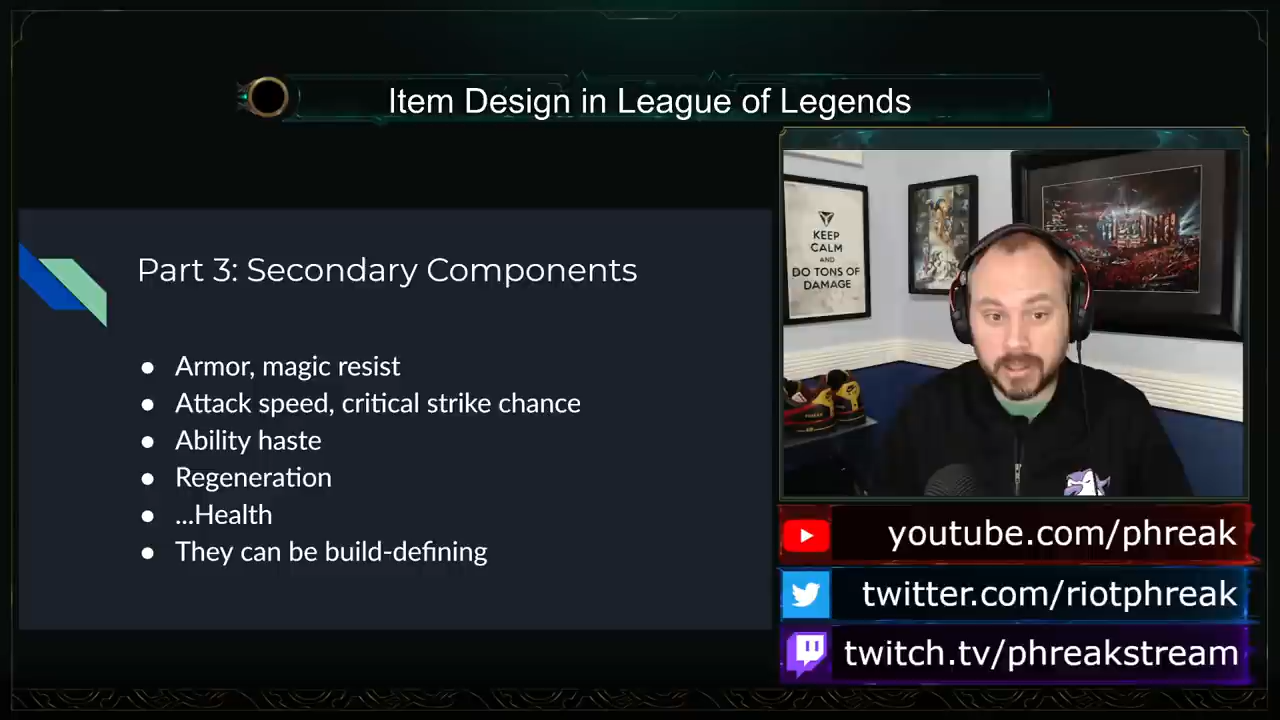 Item Design in League of Legends
Part 3: Secondary Components
● Armor, magic resist
● Attack speed, critical strike chance
● Ability haste
● Regeneration
● ...Health
● They can be build-defining
KEEP
CALM
AND
DO TONS OF
DAMAGE
youtube.com/phreak
twitter.com/riotphreak
twitch.tv/phreakstream